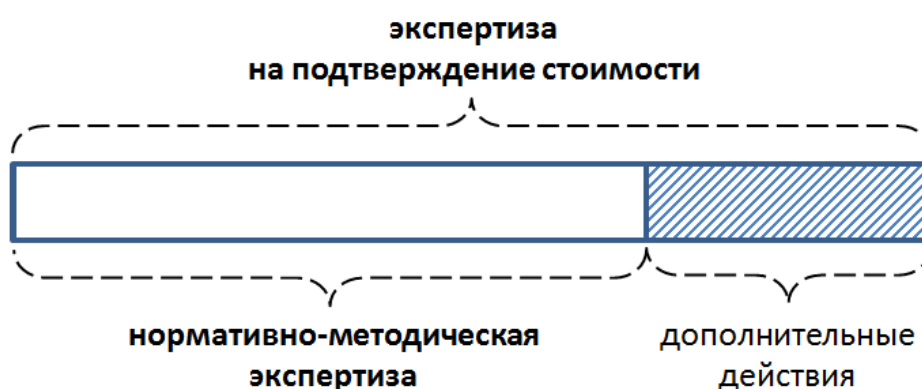 экспертиза
на подтверждение стоимости
нормативно-методическая
экспертиза
дополнительные
действия